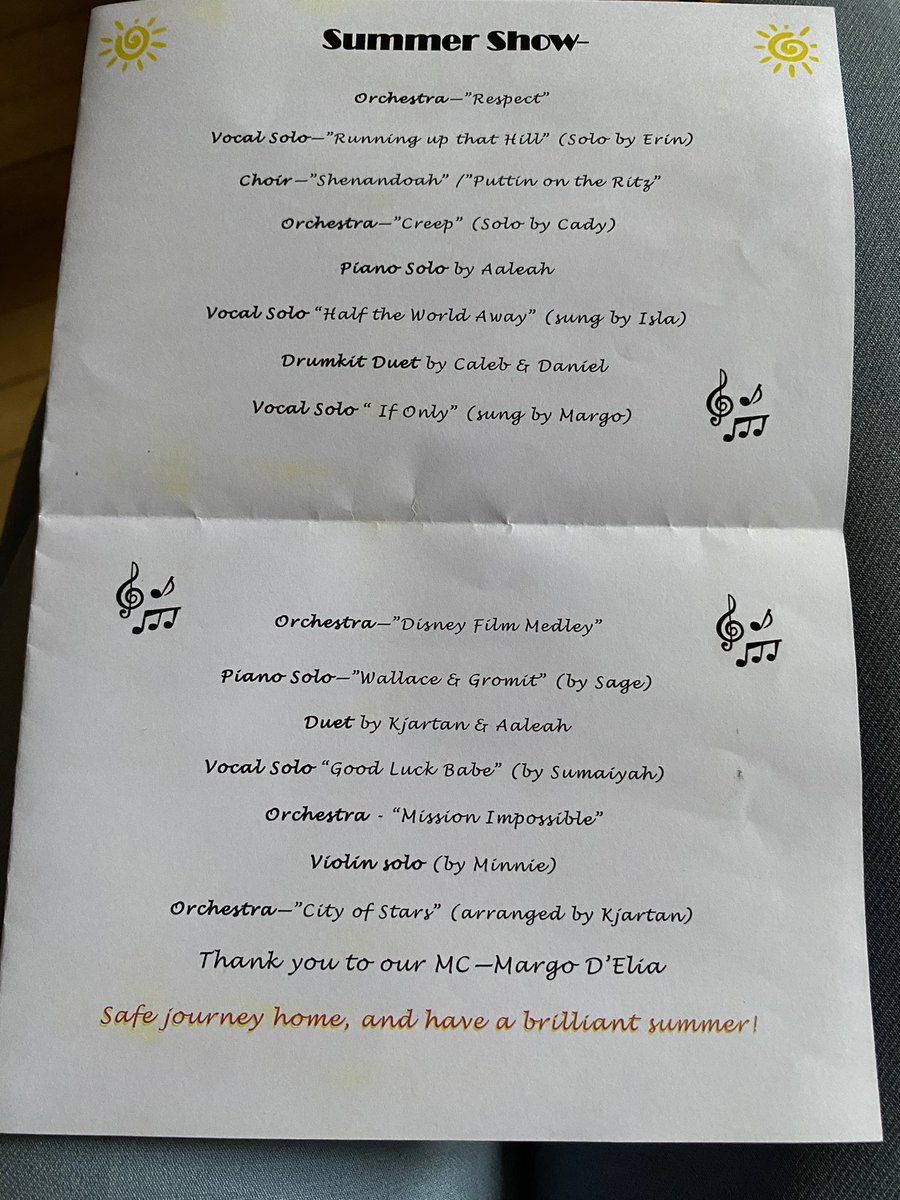 Summer Show-
Orchestra—"Respect"
Vocal Solo—"Running up that Hill" (Solo by Erin)
Choir—"Shenandoah" /"Puttin on the Ritz"
Orchestra—"Creep" (Solo by Cady)
Piano Solo by Aaleah
Vocal Solo "Half the World Away" (sung by Isla)
Drumkit Duet by Caleb & Daniel
Vocal Solo " If Only" (sung by Margo)
Orchestra—"Disney Film Medley"
Piano Solo—"Wallace & Gromit" (by Sage)
Duet by Kjartan & Aaleah
Vocal Solo "Good Luck Babe" (by Sumaiyah)
Orchestra - "Mission Impossible"
Violin solo (by Minnie)
Orchestra—"City of Stars" (arranged by Kjartan)
Thank you to our MC—Margo D'Elia
Safe journey home, and have a brilliant summer!